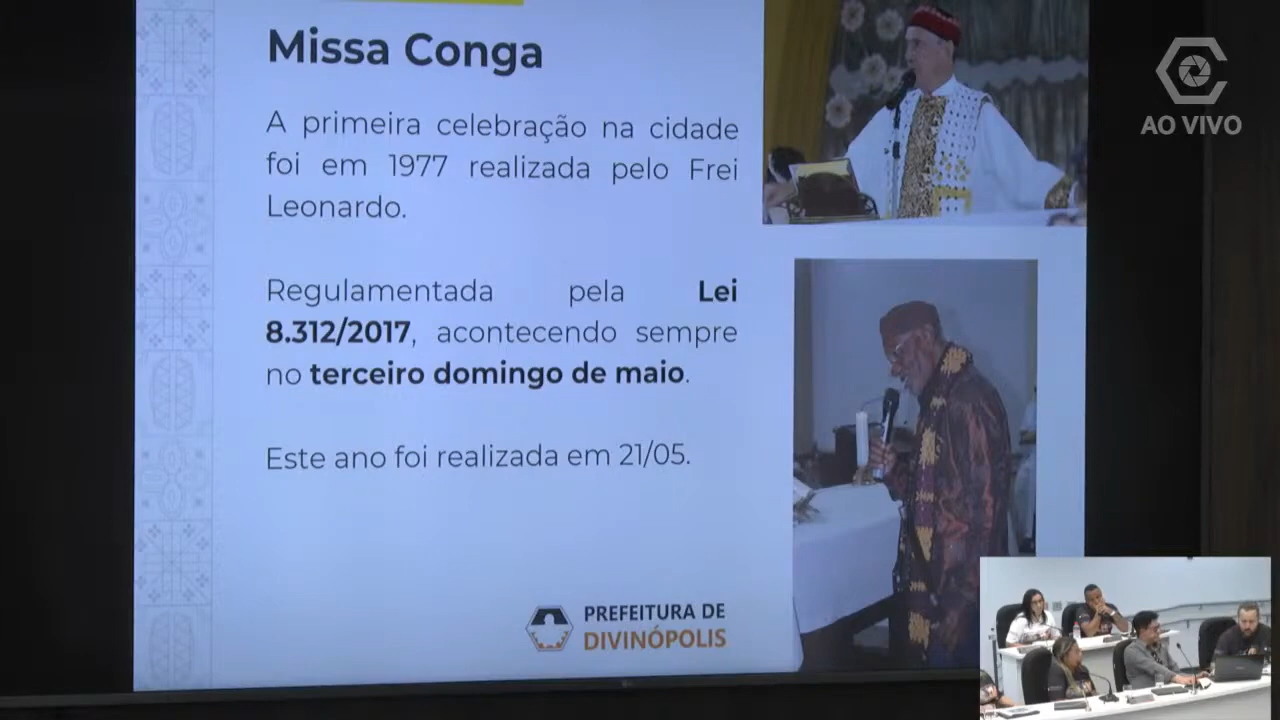 Missa Conga
A primeira celebração na cidade
foi em 1977 realizada pelo Frei
Leonardo.
Regulamentada pela Lei
8.312/2017, acontecendo sempre
no terceiro domingo de maio.
Este ano foi realizada em 21/05.
PREFEITURA DE
DIVINÓPOLIS
AO VIVO